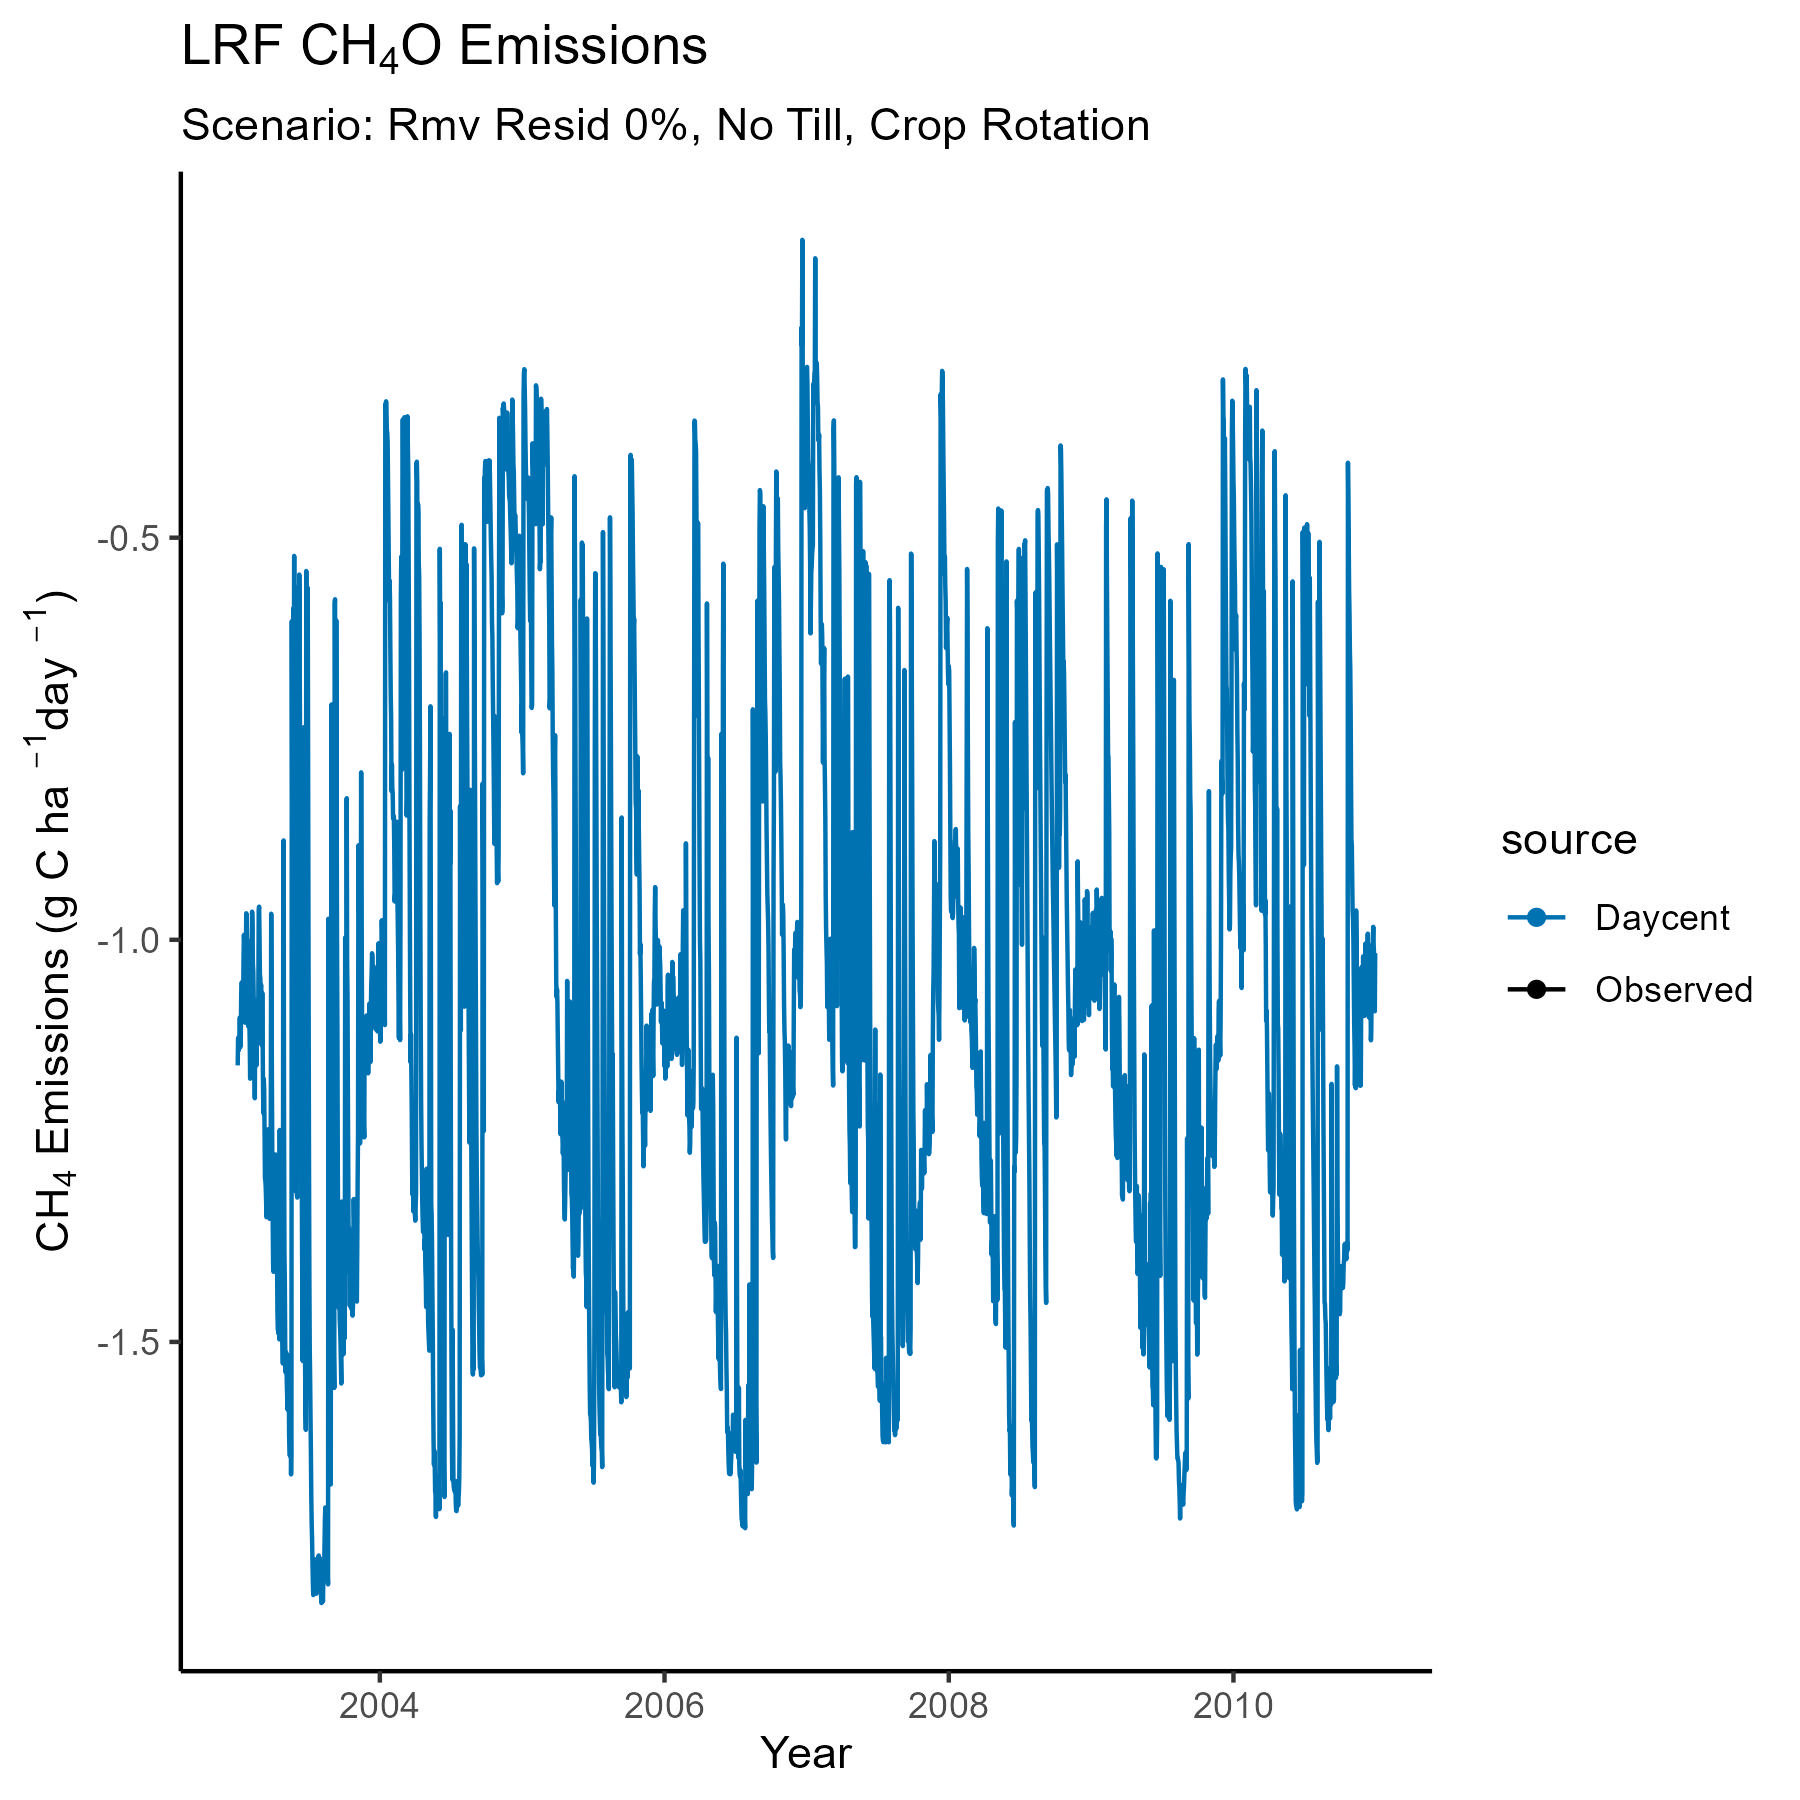 LRF CH₄O Emissions
Scenario: Rmv Resid 0%, No Till, Crop Rotation
CH₄ Emissions (g C ha ⁻¹day ⁻¹)
-0.5
-1.0
-1.5
2004 2006 2008 2010
Year
source
Daycent
Observed